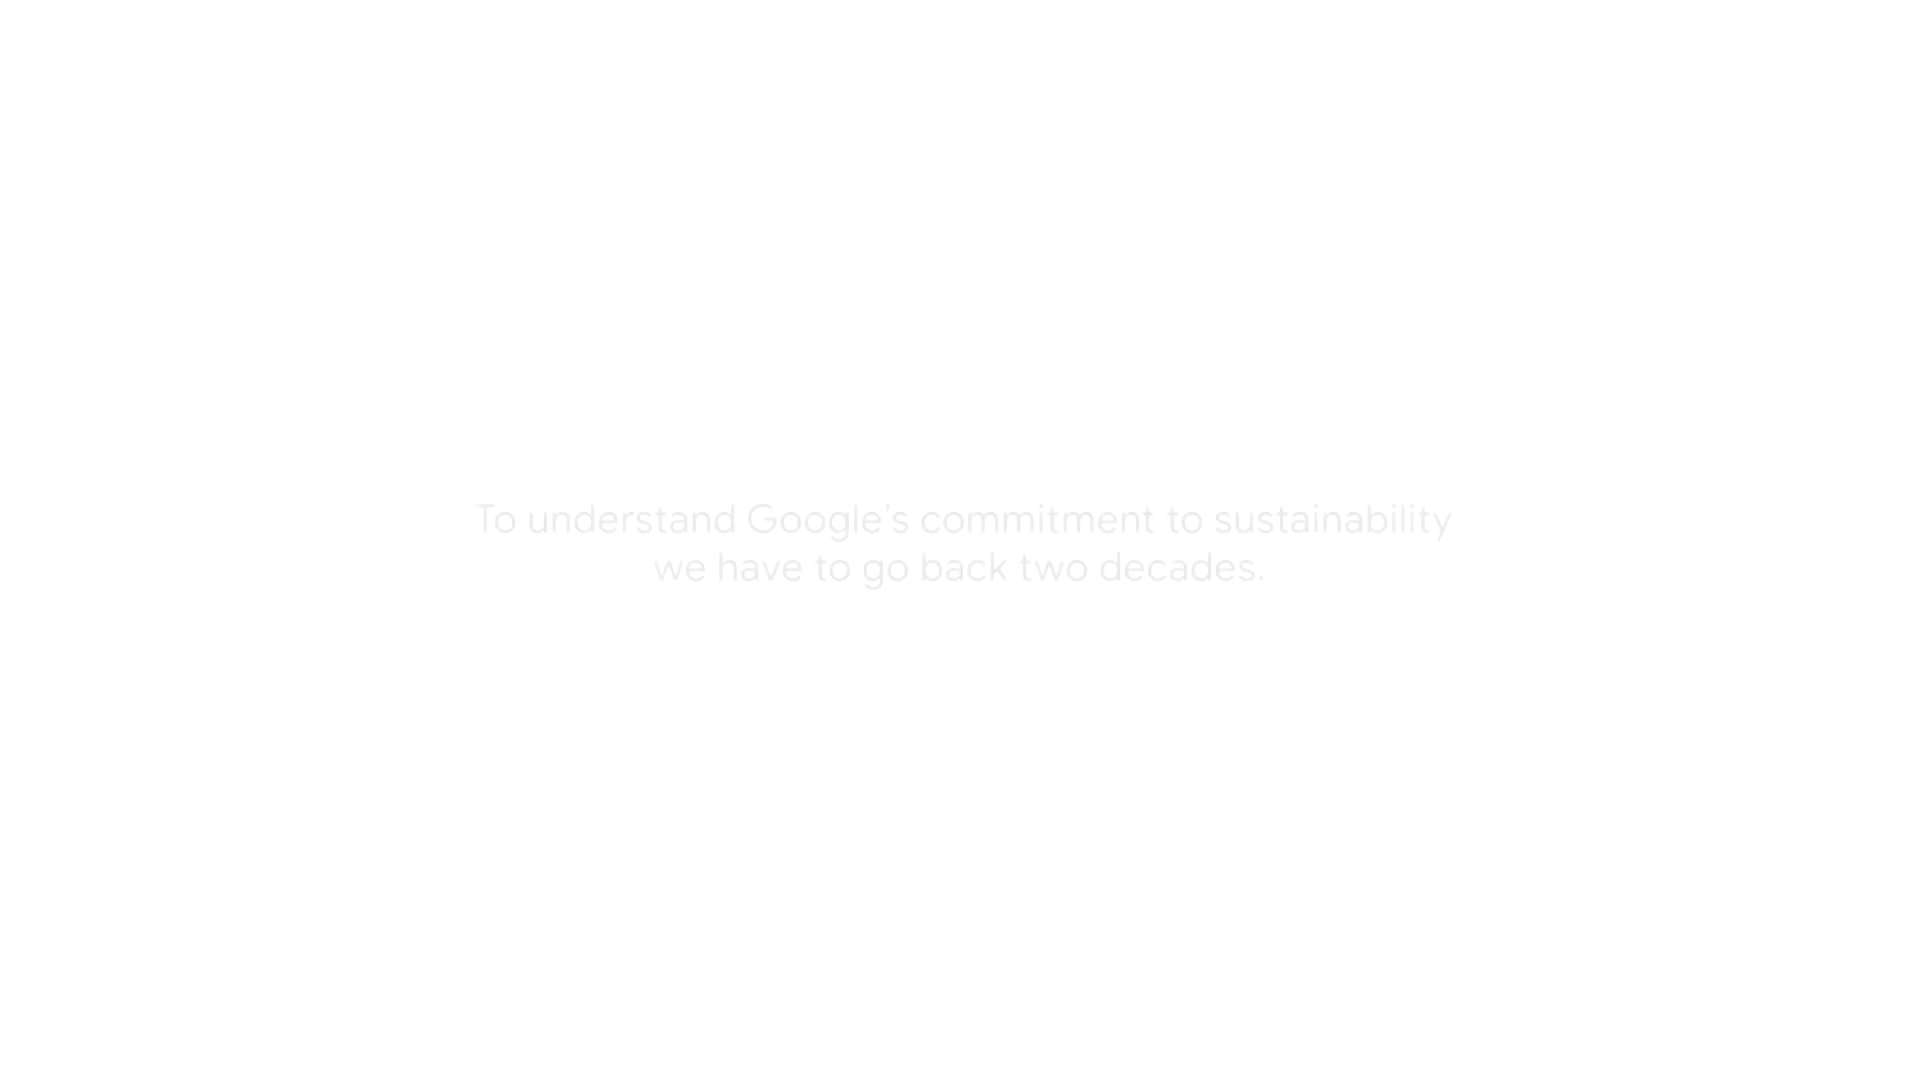 To understand Google's commitment to sustainability
we have to go back two decades.